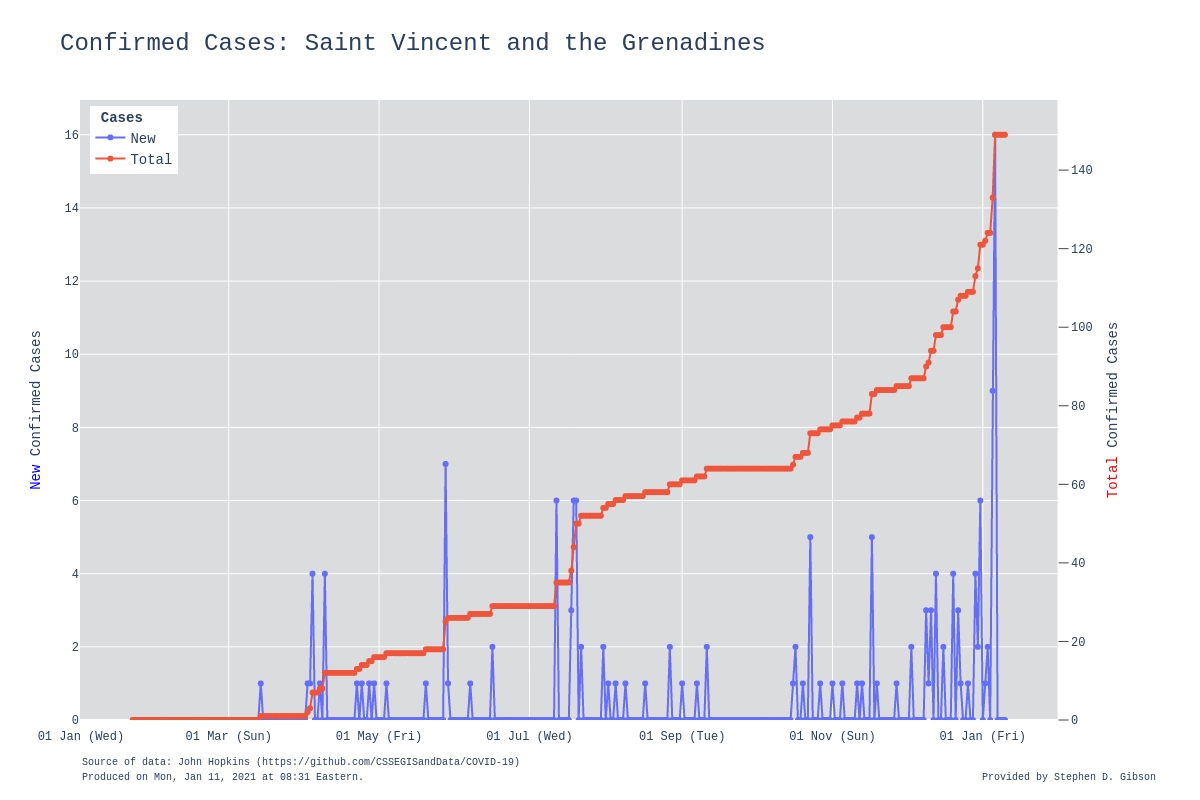 Confirmed Cases: Saint Vincent and the Grenadines
Cases
New
Total
16
14
12
10
8
6
4
2
0
140
120
100
80
60
40
20
0
New Confirmed Cases
Total Confirmed Cases
01 Jan (Wed)
01 Mar (Sun)
01 May (Fri)
01 Jul (Wed)
01 Sep (Tue)
01 Nov (Sun)
01 Jan (Fri)
Source of data: John Hopkins (https://github.com/CSSEGISandData/COVID-19)
Produced on Mon, Jan 11, 2021 at 08:31 Eastern.
Provided by Stephen D. Gibson